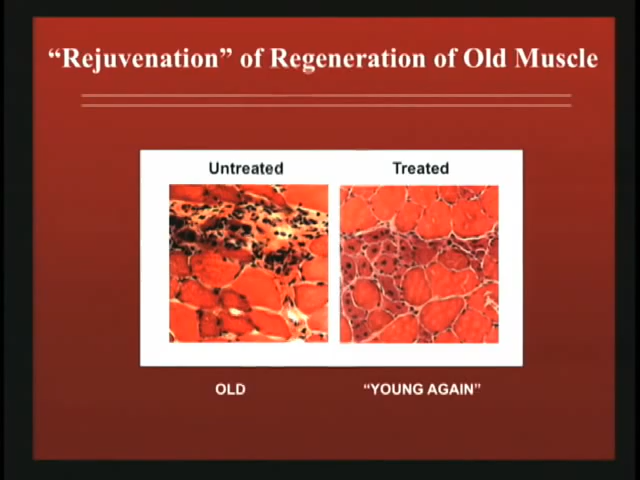 “Rejuvenation” of Regeneration of Old Muscle
Untreated Treated
OLD “YOUNG AGAIN”